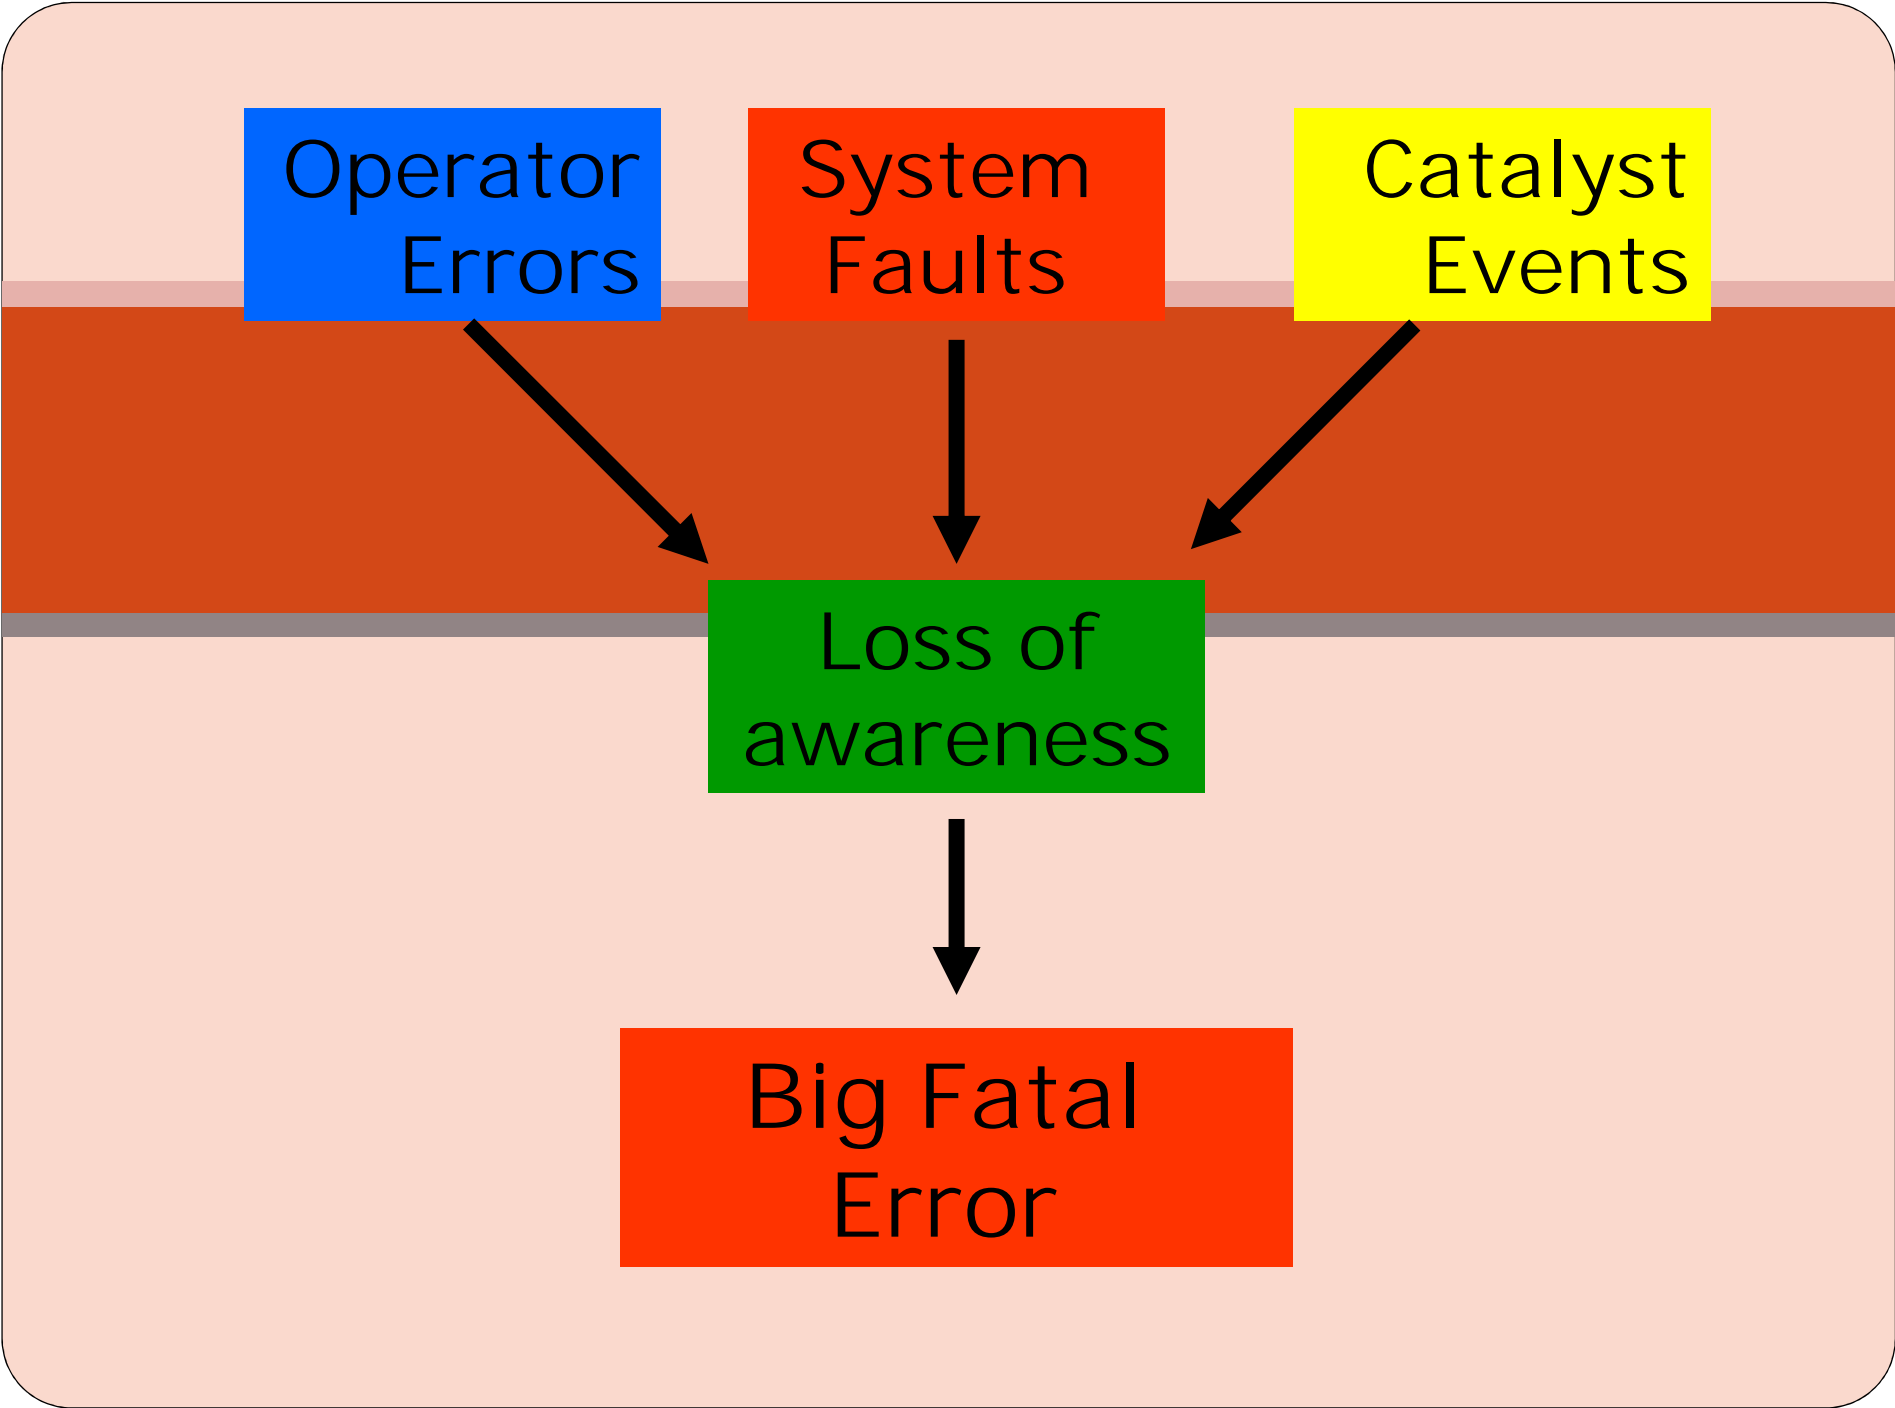 Operator
Errors
System
Faults
Catalyst
Events
Loss of
awareness
Big Fatal
Error